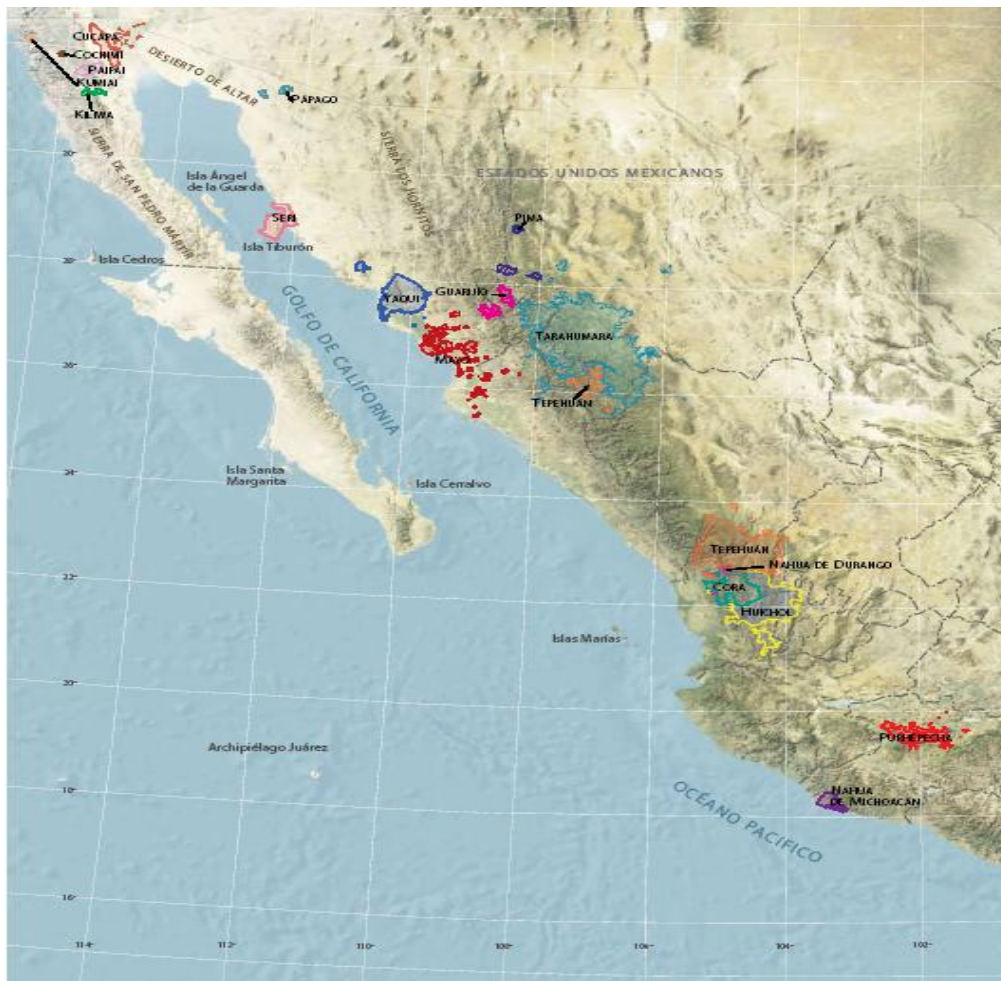 CUCAPA
COCHIMI
PAIPAI
KUMIAI
KILIWA
DESIERTO DE ALTAR
PÁPAGO
SIERRA DE SAN PEDRO MÁRTIR
SIERRA LOS HORNITOS
ESTADOS UNIDOS MEXICANOS
30°
Isla Ángel
de la Guarda
SERI
PIMA
Isla Tiburón
Isla Cedros
28°
YAQUI
GUARIJÍO
GOLFO DE CALIFORNIA
TARAHUMARA
MAYO
26°
TEPEHUÁN
24°
Isla Santa
Margarita
Isla Cerralvo
TEPEHUÁN
NAHUA DE DURANGO
22°
CORA
HUICHOL
Islas Marías
20°
PURHÉPECHA
Archipiélago Juárez
18°
NAHUA
DE MICHOACÁN
OCÉANO PACÍFICO
16°
114°
112°
110°
108°
106°
104°
102°